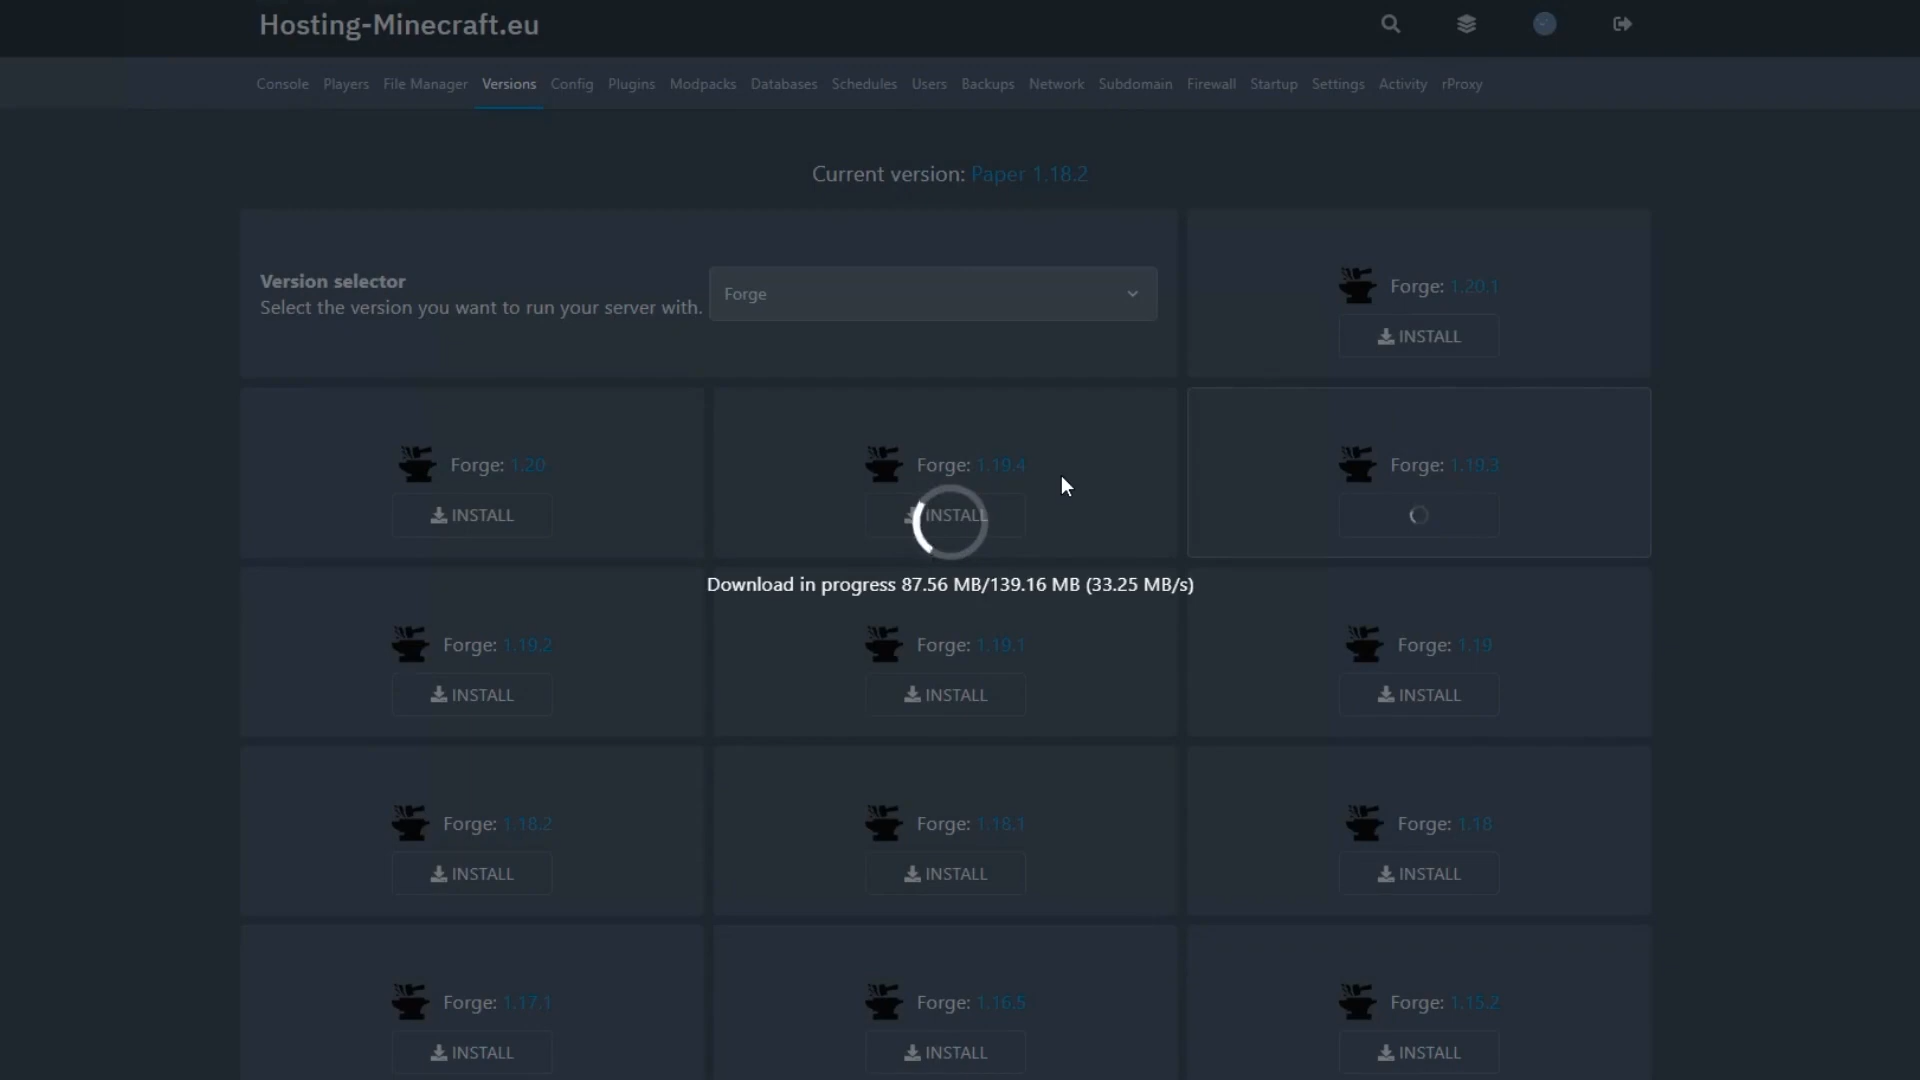 Hosting-Minecraft.eu
Console Players File Manager Versions Config Plugins Modpacks Databases Schedules Users Backups Network Subdomain Firewall Startup Settings Activity rProxy
Current version: Paper 1.18.2
Version selector
Select the version you want to run your server with.
Forge
Forge: 1.20.1
INSTALL
Forge: 1.20
INSTALL
Forge: 1.19.4
INSTALL
Forge: 1.19.3
Download in progress 87.56 MB/139.16 MB (33.25 MB/s)
Forge: 1.19.2
INSTALL
Forge: 1.19.1
INSTALL
Forge: 1.19
INSTALL
Forge: 1.18.2
INSTALL
Forge: 1.18.1
INSTALL
Forge: 1.18
INSTALL
Forge: 1.17.1
INSTALL
Forge: 1.16.5
INSTALL
Forge: 1.15.2
INSTALL